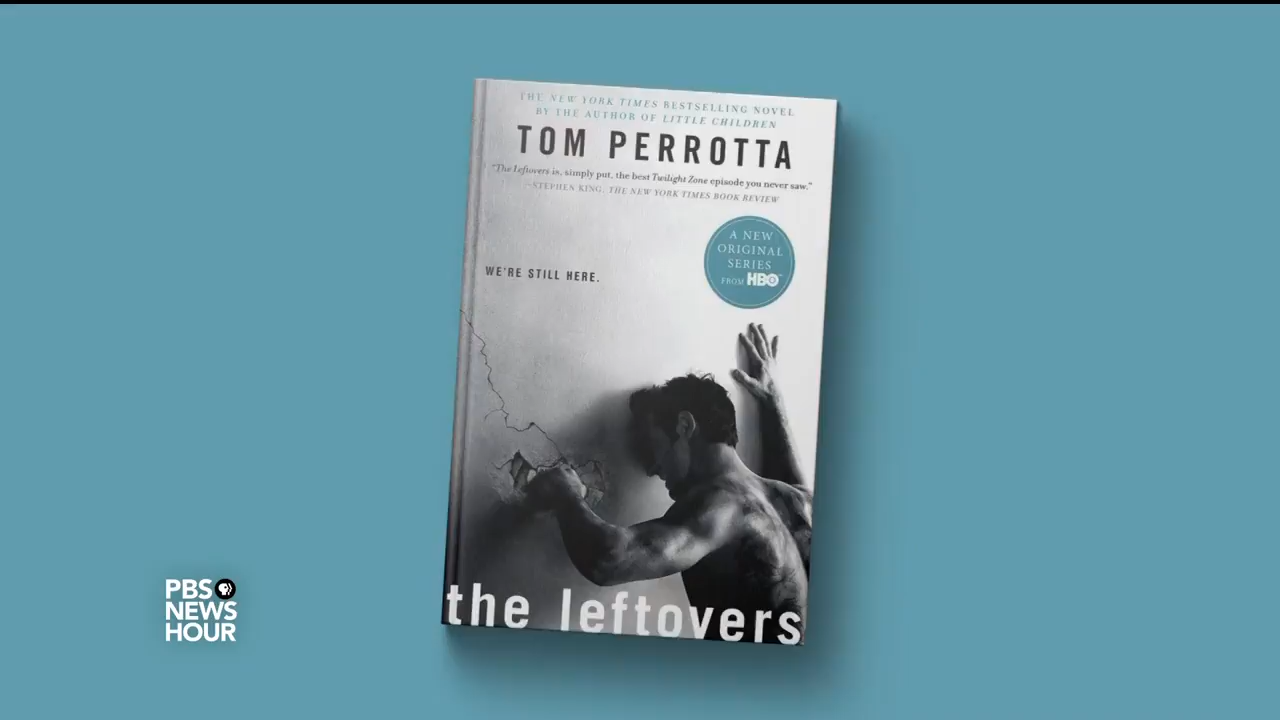 THE NEW YORK TIMES BESTSELLING NOVEL
BY THE AUTHOR OF LITTLE CHILDREN
TOM PERROTTA
"The Leftovers is, simply put, the best Twilight Zone episode you never saw."
—STEPHEN KING, THE NEW YORK TIMES BOOK REVIEW
A NEW
ORIGINAL
SERIES
FROM HBO
WE'RE STILL HERE.
the leftovers
PBS
NEWS
HOUR